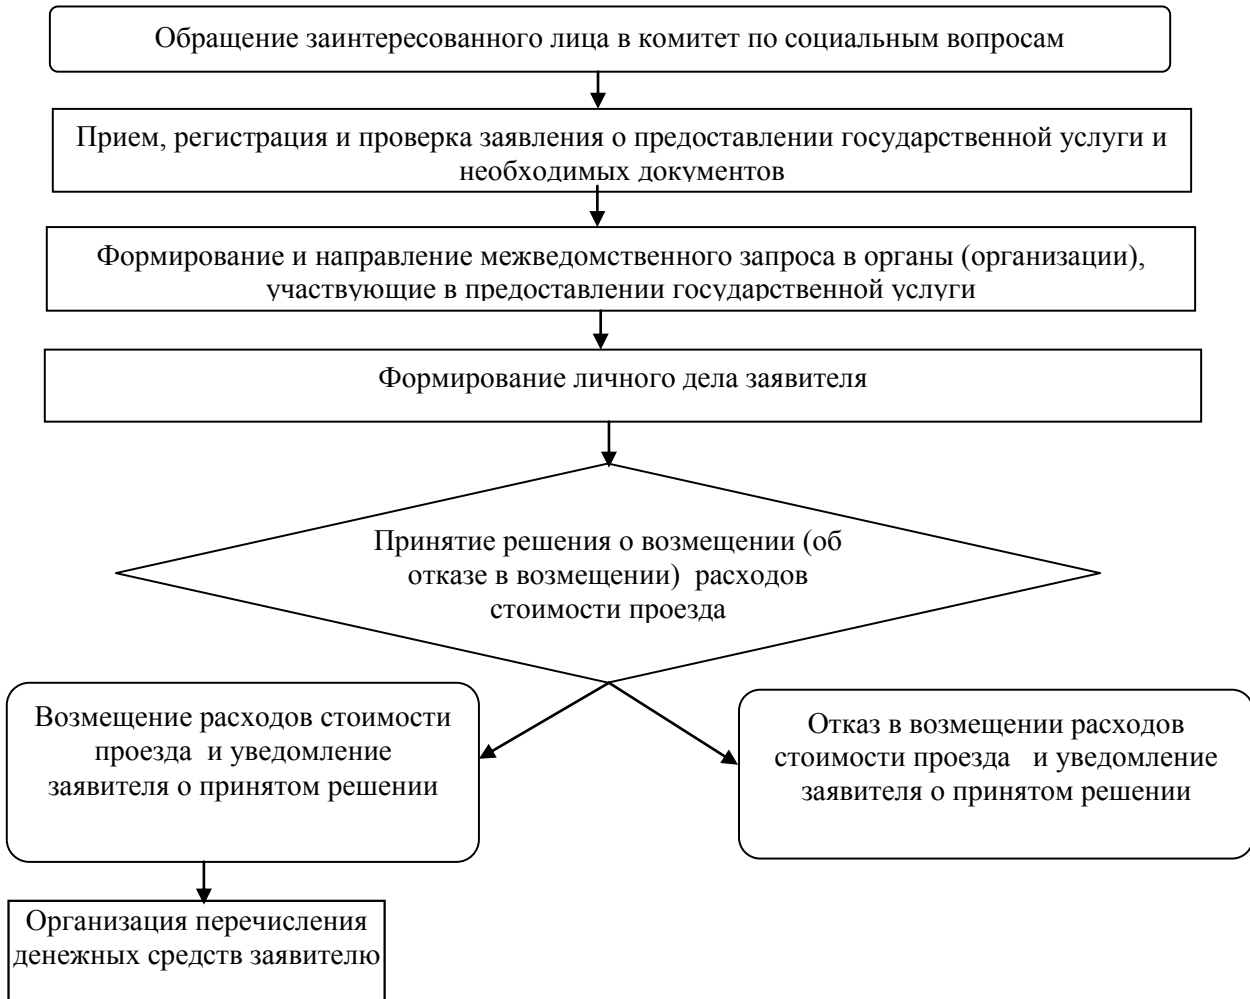 Обращение заинтересованного лица в комитет по социальным вопросам
Прием, регистрация и проверка заявления о предоставлении государственной услуги и
необходимых документов
Формирование и направление межведомственного запроса в органы (организации),
участвующие в предоставлении государственной услуги
Формирование личного дела заявителя
Принятие решения о возмещении (об
отказе в возмещении) расходов
стоимости проезда
Возмещение расходов стоимости
проезда и уведомление
заявителя о принятом решении
Отказ в возмещении расходов
стоимости проезда и уведомление
заявителя о принятом решении
Организация перечисления
денежных средств заявителю